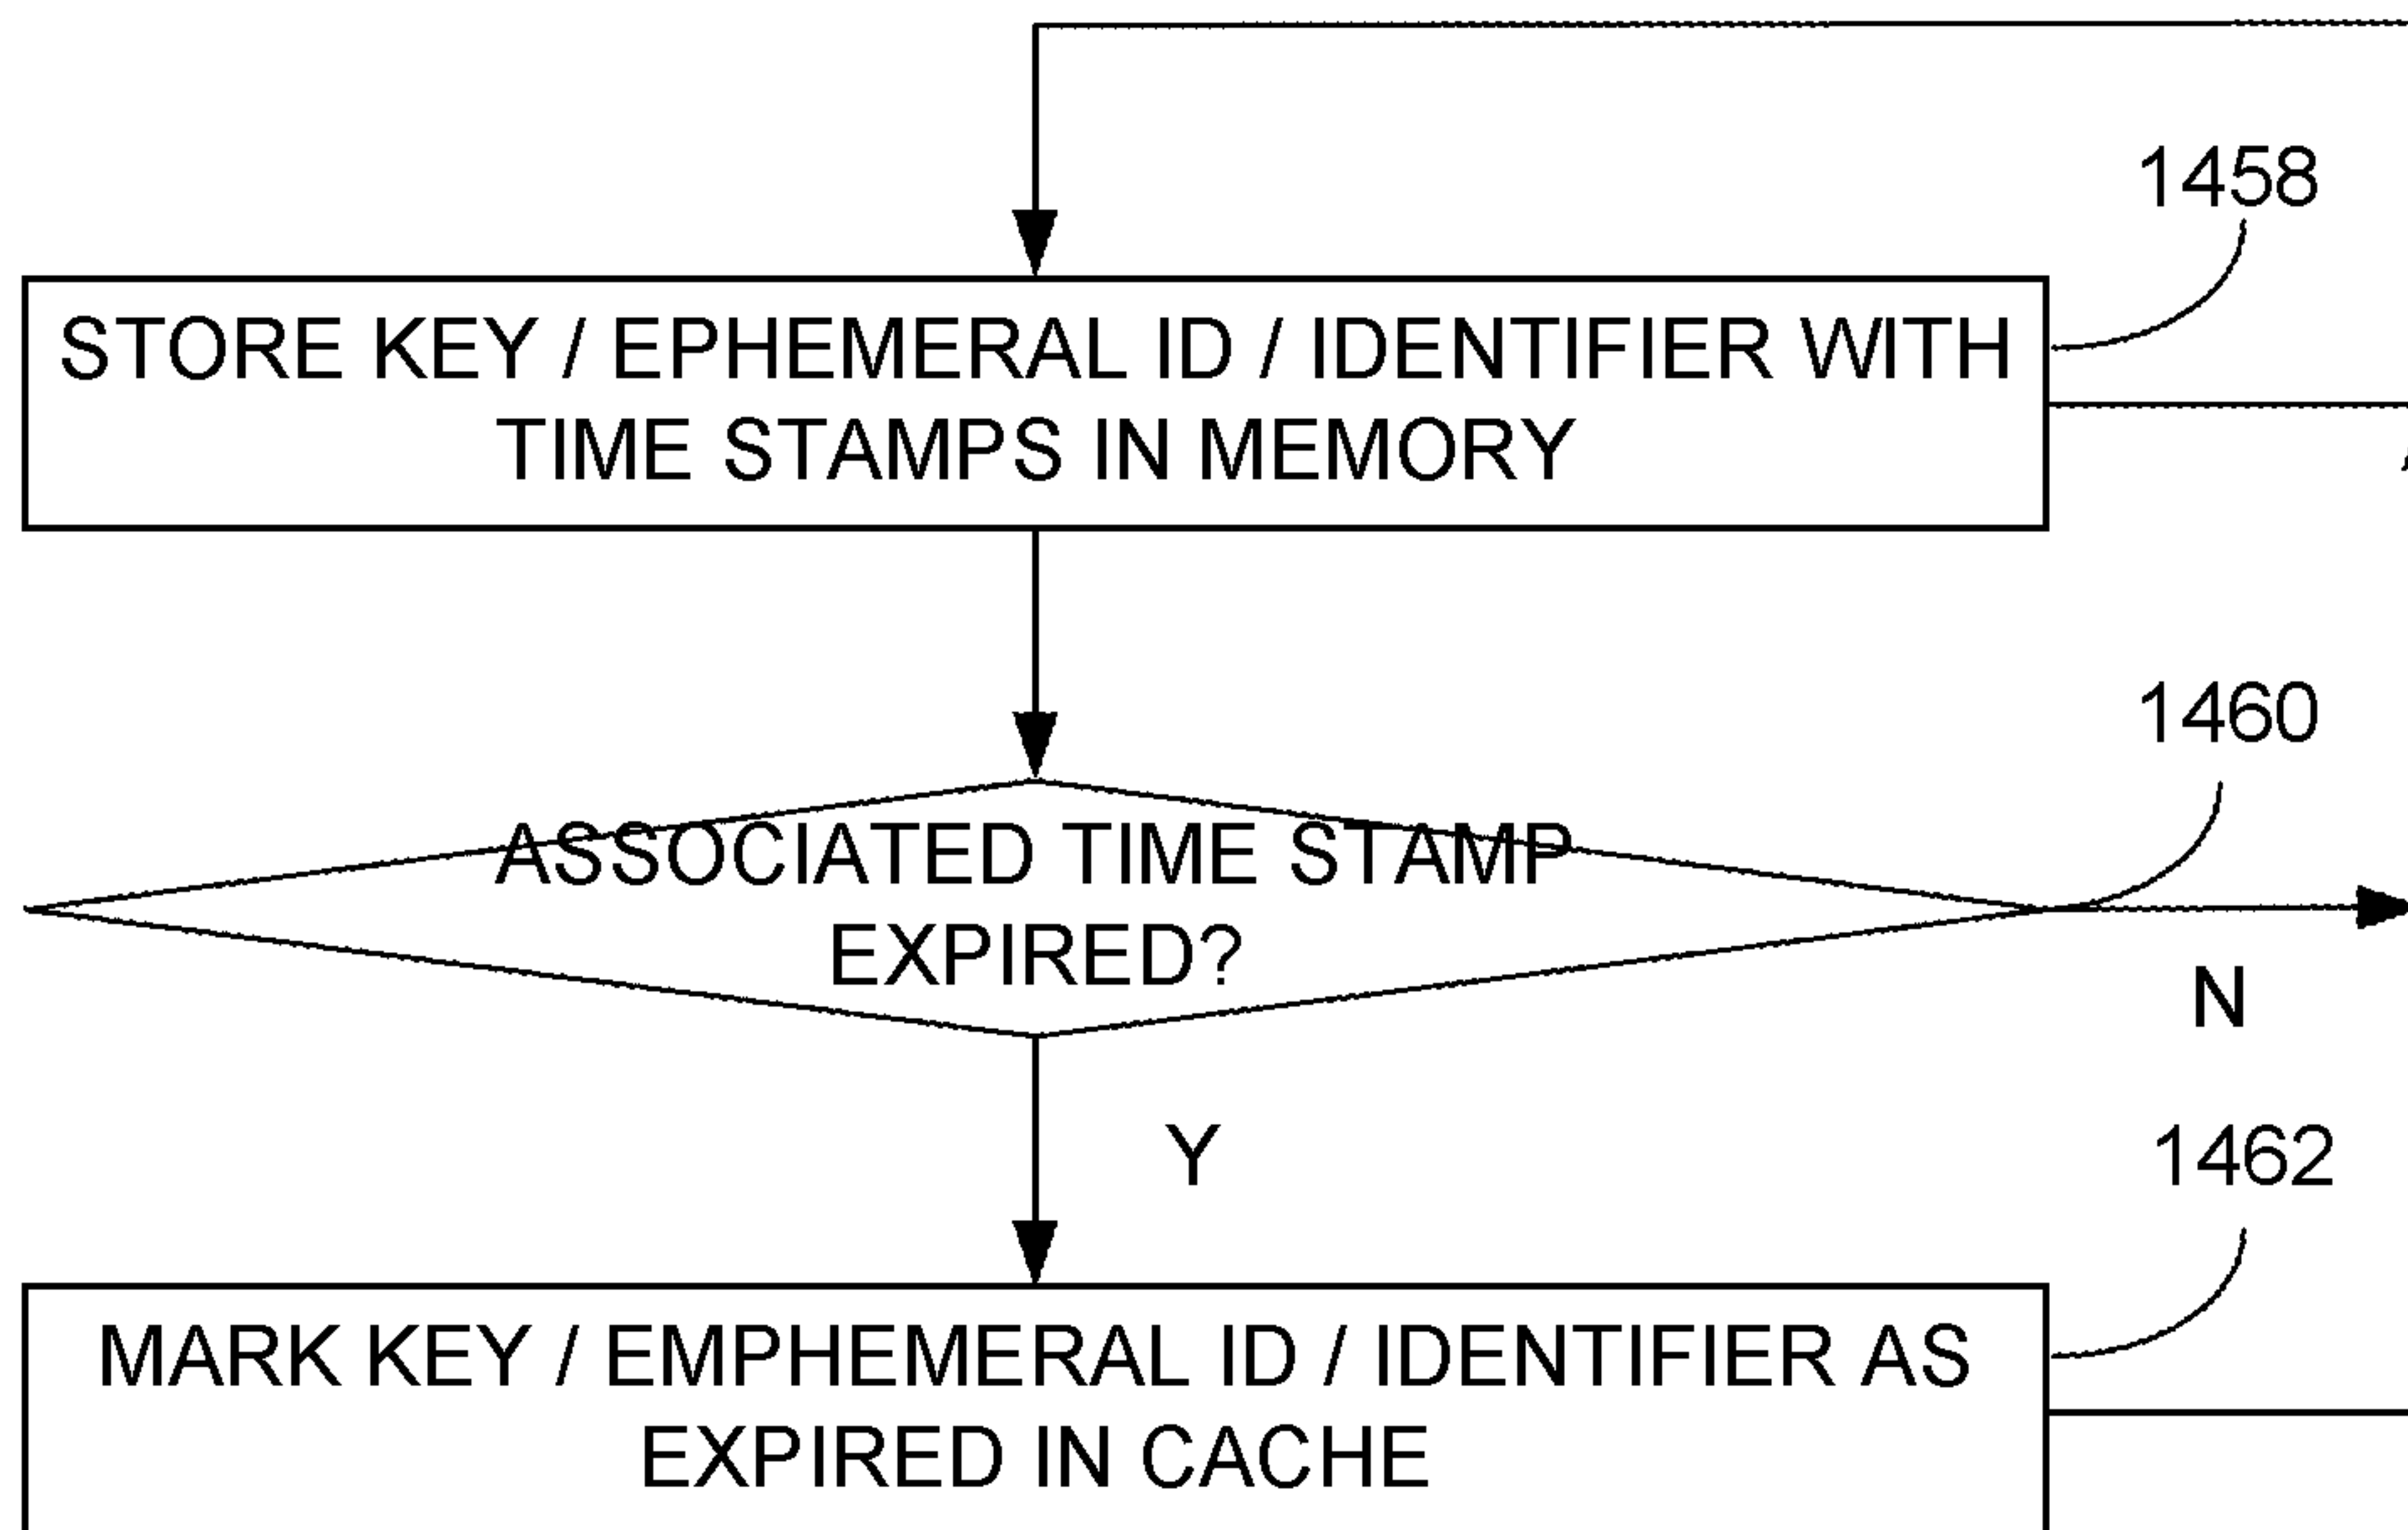 1458
STORE KEY / EPHEMERAL ID / IDENTIFIER WITH
TIME STAMPS IN MEMORY
1460
ASSOCIATED TIME STAMP
EXPIRED?
N
Y
1462
MARK KEY / EMPHEMERAL ID / IDENTIFIER AS
EXPIRED IN CACHE